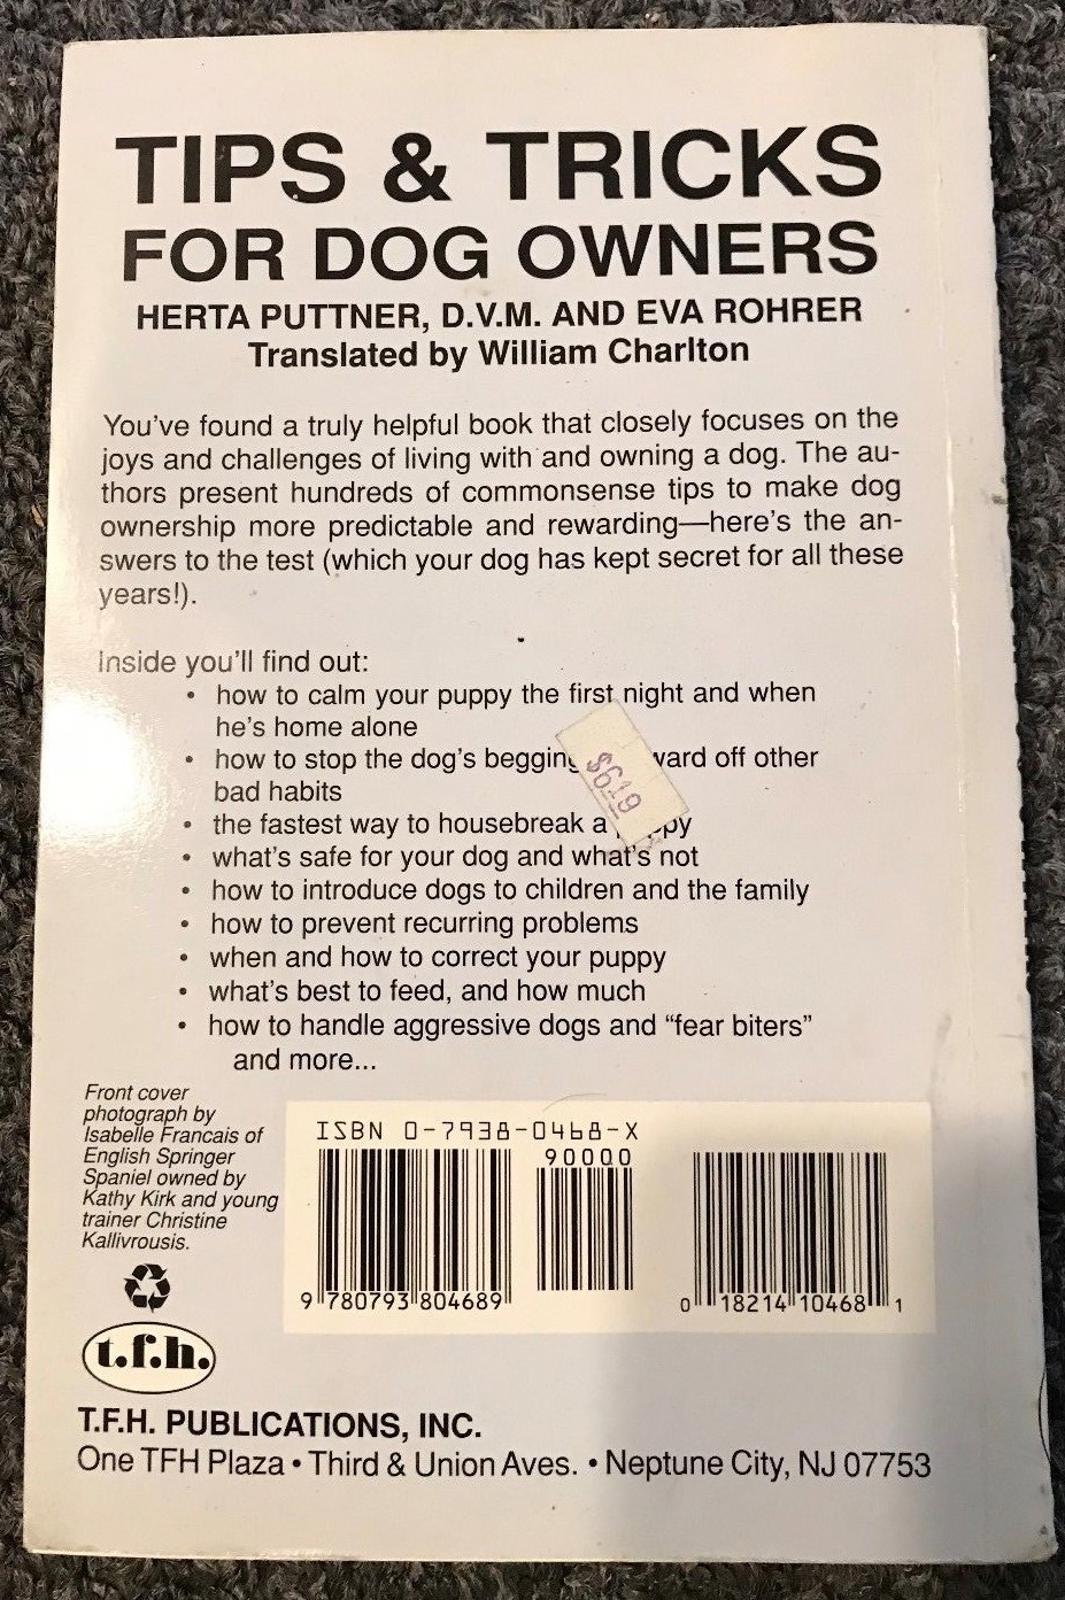 TIPS & TRICKS
FOR DOG OWNERS
HERTA PUTTNER, D.V.M. AND EVA ROHRER
Translated by William Charlton
You've found a truly helpful book that closely focuses on the
joys and challenges of living with and owning a dog. The au-
thors present hundreds of commonsense tips to make dog
ownership more predictable and rewarding—here's the an-
swers to the test (which your dog has kept secret for all these
years!).
Inside you'll find out:
• how to calm your puppy the first night and when
he's home alone
• how to stop the dog's off other
bad habits
• the fastest way to housebreak a
• what's safe for your dog and what's not
• how to introduce dogs to children and the family
• how to prevent recurring problems
• when and how to correct your puppy
• what's best to feed, and how much
• how to handle aggressive dogs and “fear biters”
and more...
Front cover
photograph by
Isabelle Francais of
English Springer
Spaniel owned by
Kathy Kirk and young
trainer Christine
Kallivrousis.
ISBN 0-7938-0468-X
90000
9 780793 804689
0 18214 10468 1
t.f.h.
T.F.H. PUBLICATIONS, INC.
One TFH Plaza • Third & Union Aves. • Neptune City, NJ 07753